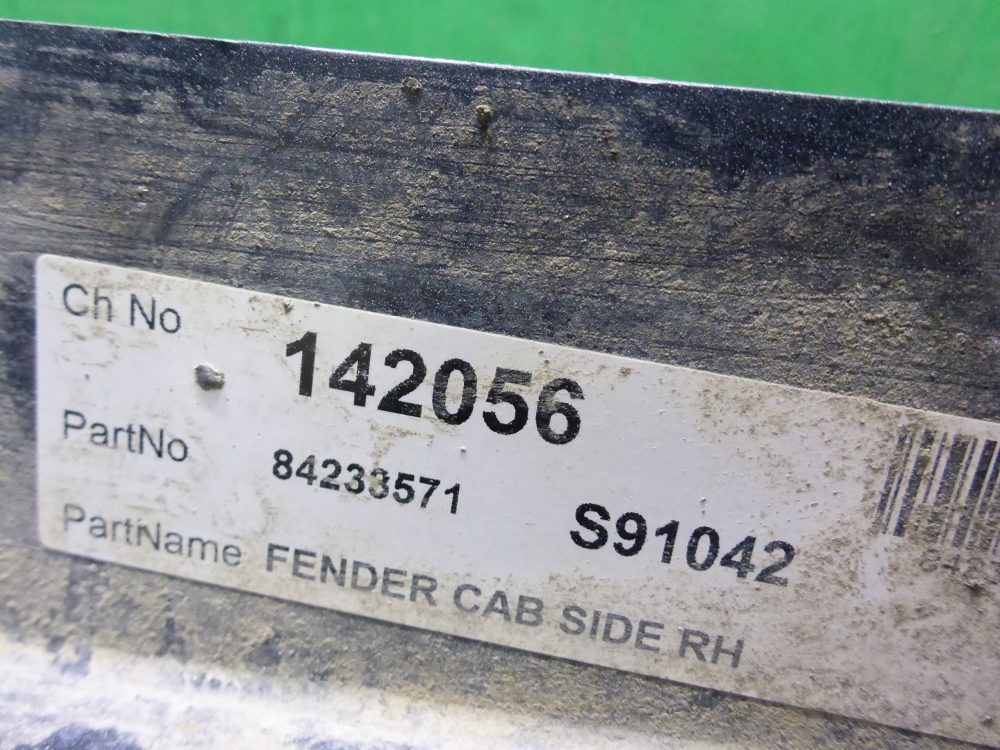 Ch No 142056
PartNo 84233571 S91042
PartName FENDER CAB SIDE RH